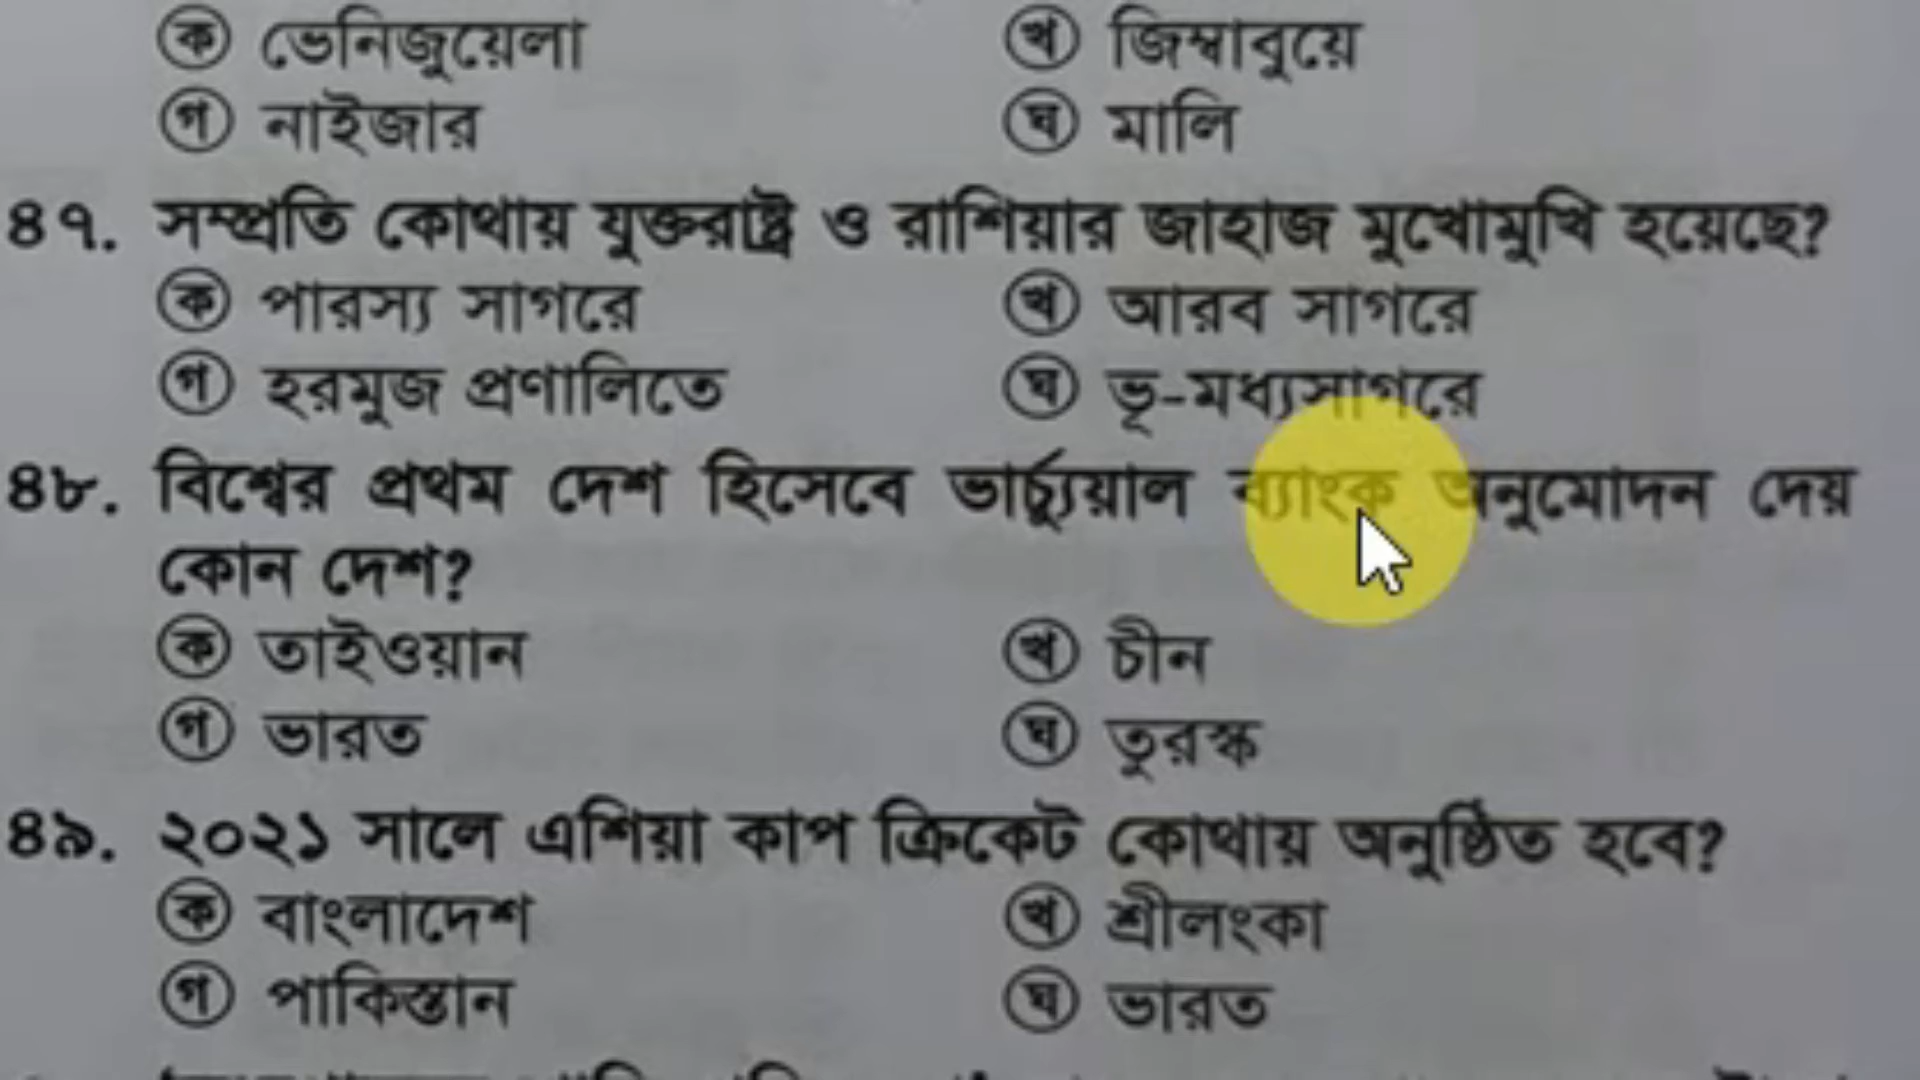 ক ভেনিজুয়েলা খ জিম্বাবুয়ে
গ নাইজার ঘ মালি
৪৭. সম্প্রতি কোথায় যুক্তরাষ্ট্র ও রাশিয়ার জাহাজ মুখোমুখি হয়েছে?
ক পারস্য সাগরে খ আরব সাগরে
গ হরমুজ প্রণালিতে ঘ ভূ-মধ্যসাগরে
৪৮. বিশ্বের প্রথম দেশ হিসেবে ভার্চ্যুয়াল ব্যাংক অনুমোদন দেয়
কোন দেশ?
ক তাইওয়ান খ চীন
গ ভারত ঘ তুরস্ক
৪৯. ২০২১ সালে এশিয়া কাপ ক্রিকেট কোথায় অনুষ্ঠিত হবে?
ক বাংলাদেশ খ শ্রীলংকা
গ পাকিস্তান ঘ ভারত